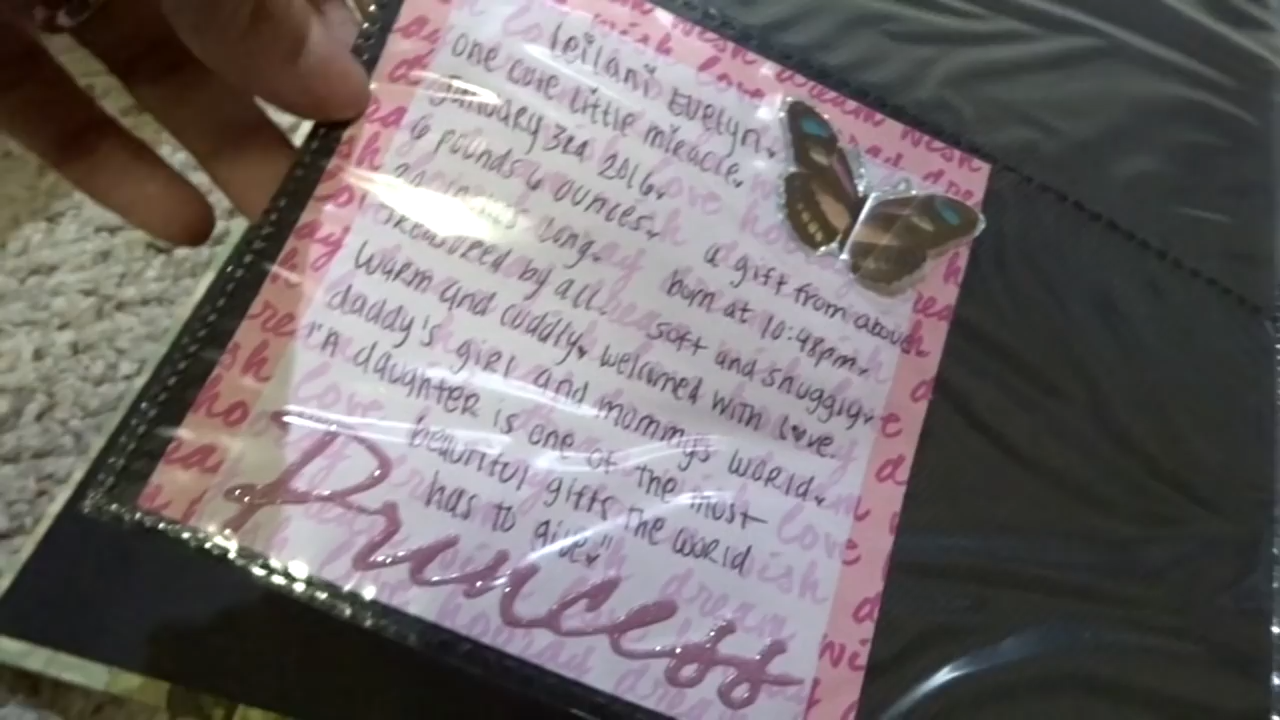 leilani Evelyn.
one cute little miracle.
January 3rd 2016.
6 pounds 6 ounces.
20 inches long. a gift from above
treasured by all. born at 10:48pm.
warm and cuddly. soft and snuggly.
welcomed with love.
daddy's girl and mommy's world.
"A daughter is one of the most
beautiful gifts the world
has to give."
Princess